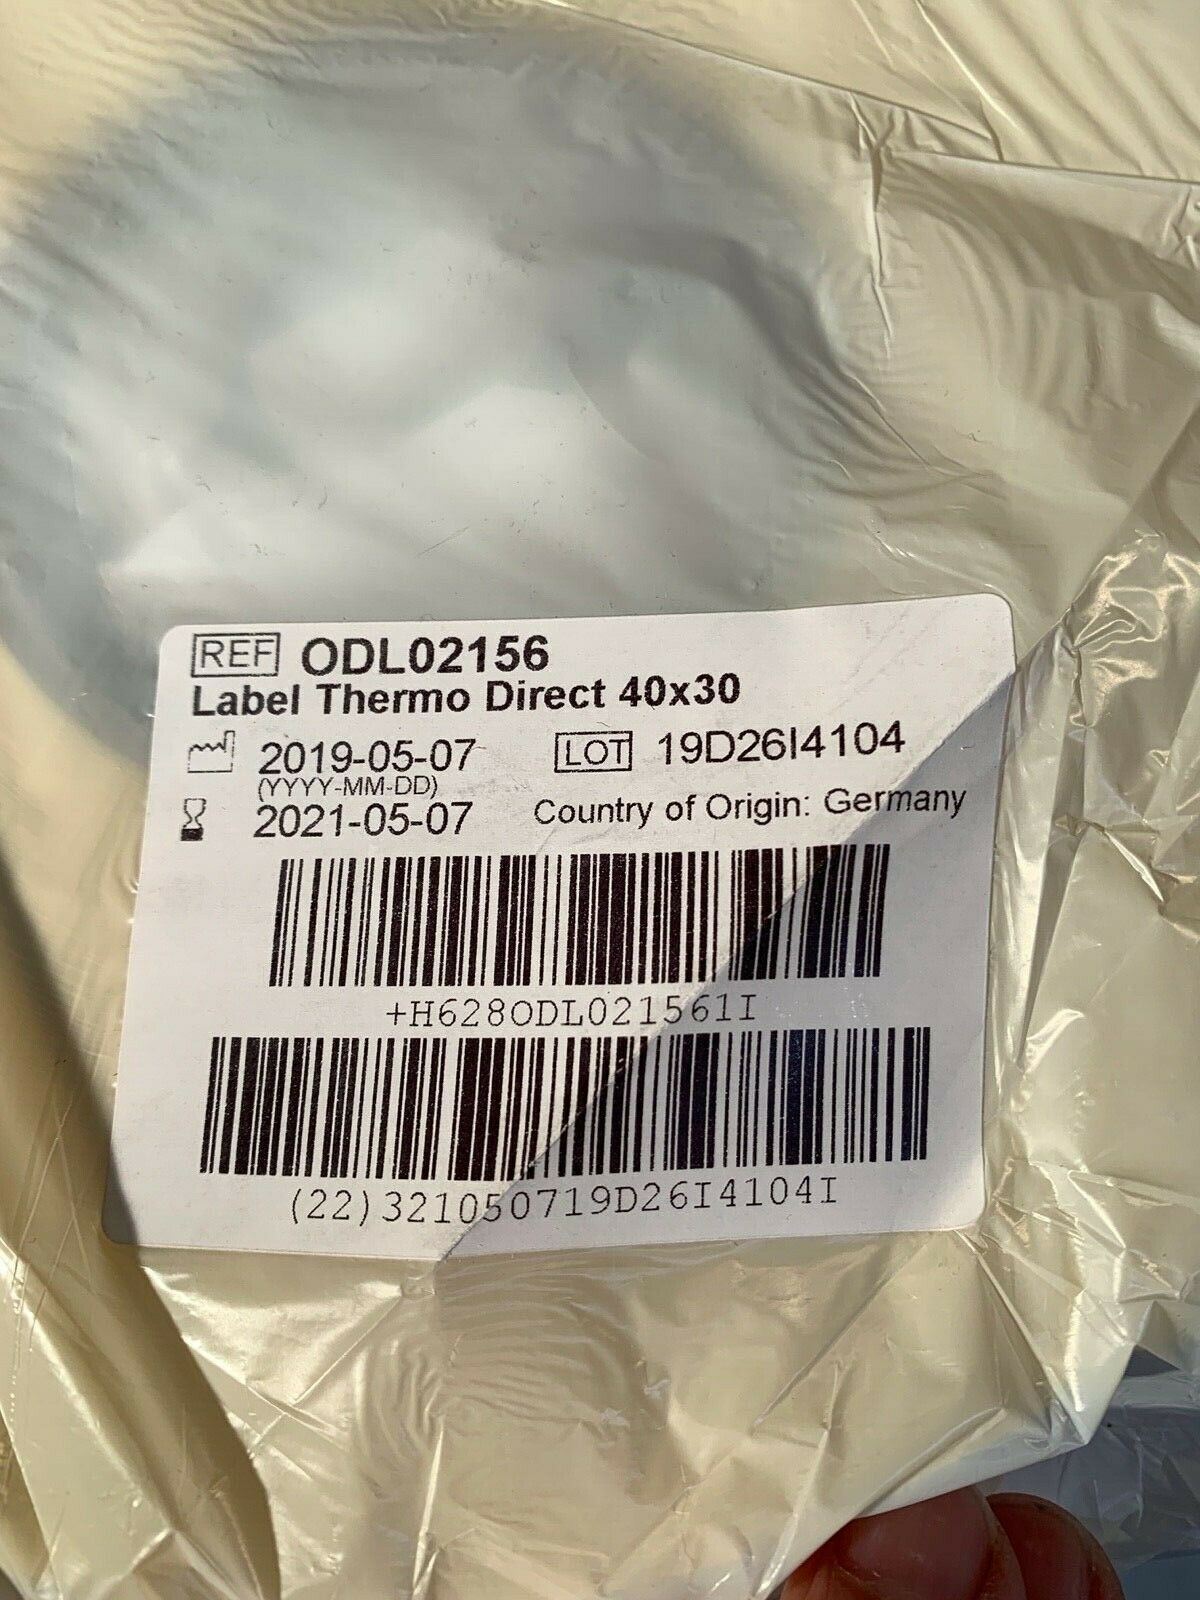 REF ODL02156
Label Thermo Direct 40x30
2019-05-07 LOT 19D26I4104
(YYYY-MM-DD)
2021-05-07 Country of Origin: Germany
+H628ODL021561I
(22)321050719D26I4104I